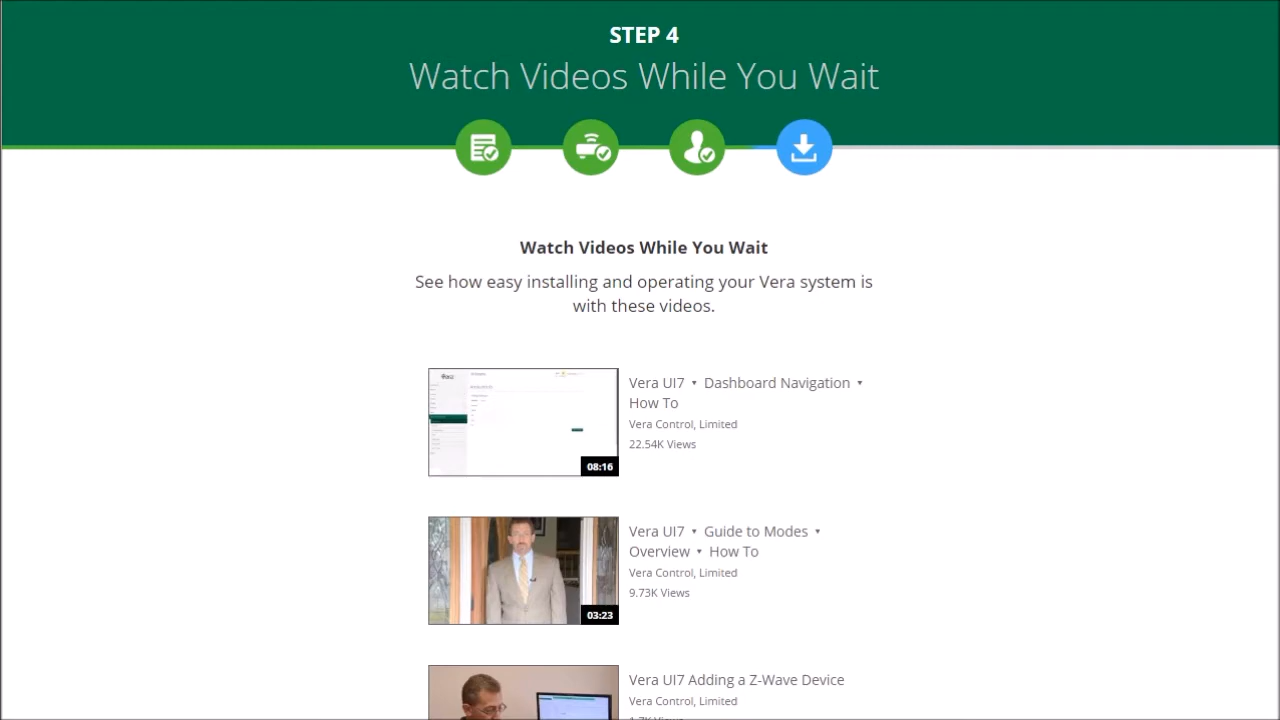 STEP 4
Watch Videos While You Wait
Watch Videos While You Wait
See how easy installing and operating your Vera system is
with these videos.
Vera UI7 • Dashboard Navigation •
How To
Vera Control, Limited
22.54K Views
08:16
Vera UI7 • Guide to Modes •
Overview • How To
Vera Control, Limited
9.73K Views
03:23
Vera UI7 Adding a Z-Wave Device
Vera Control, Limited